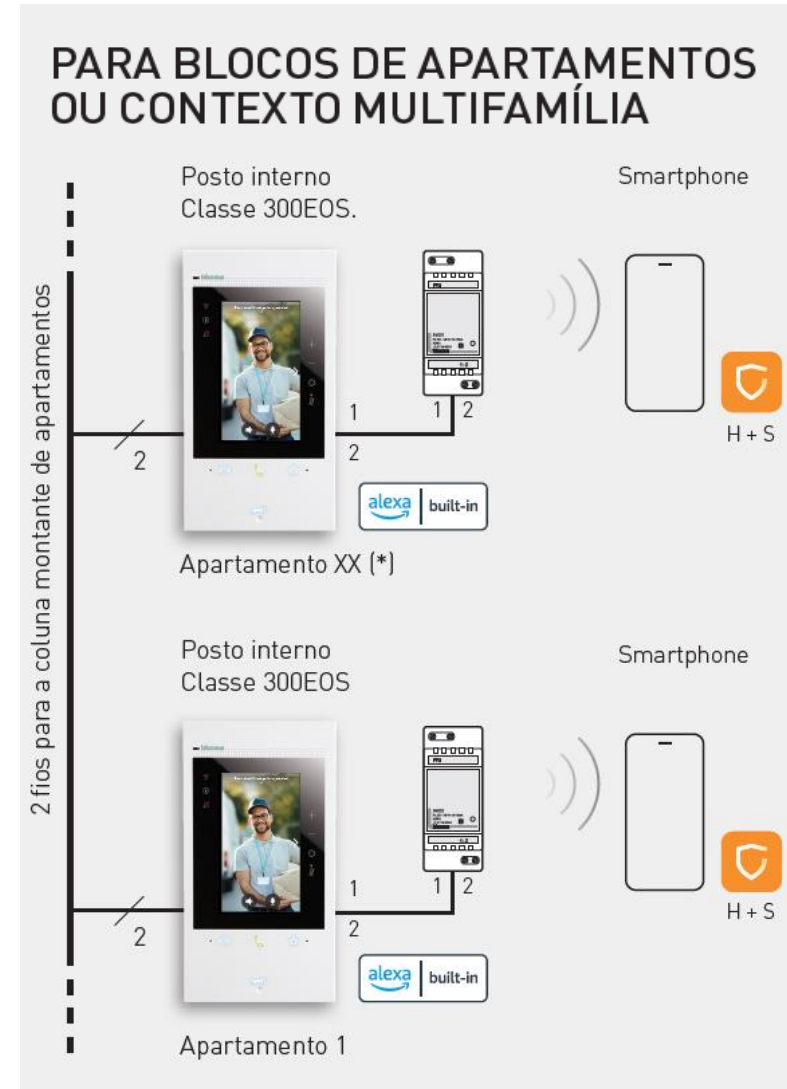 PARA BLOCOS DE APARTAMENTOS
OU CONTEXTO MULTIFAMÍLIA
Posto interno
Classe 300EOS.
Smartphone
2 fios para a coluna montante de apartamentos
2
1
2
1 2
H + S
alexa built-in
Apartamento XX (*)
Posto interno
Classe 300EOS
Smartphone
2
1
2
1 2
H + S
alexa built-in
Apartamento 1